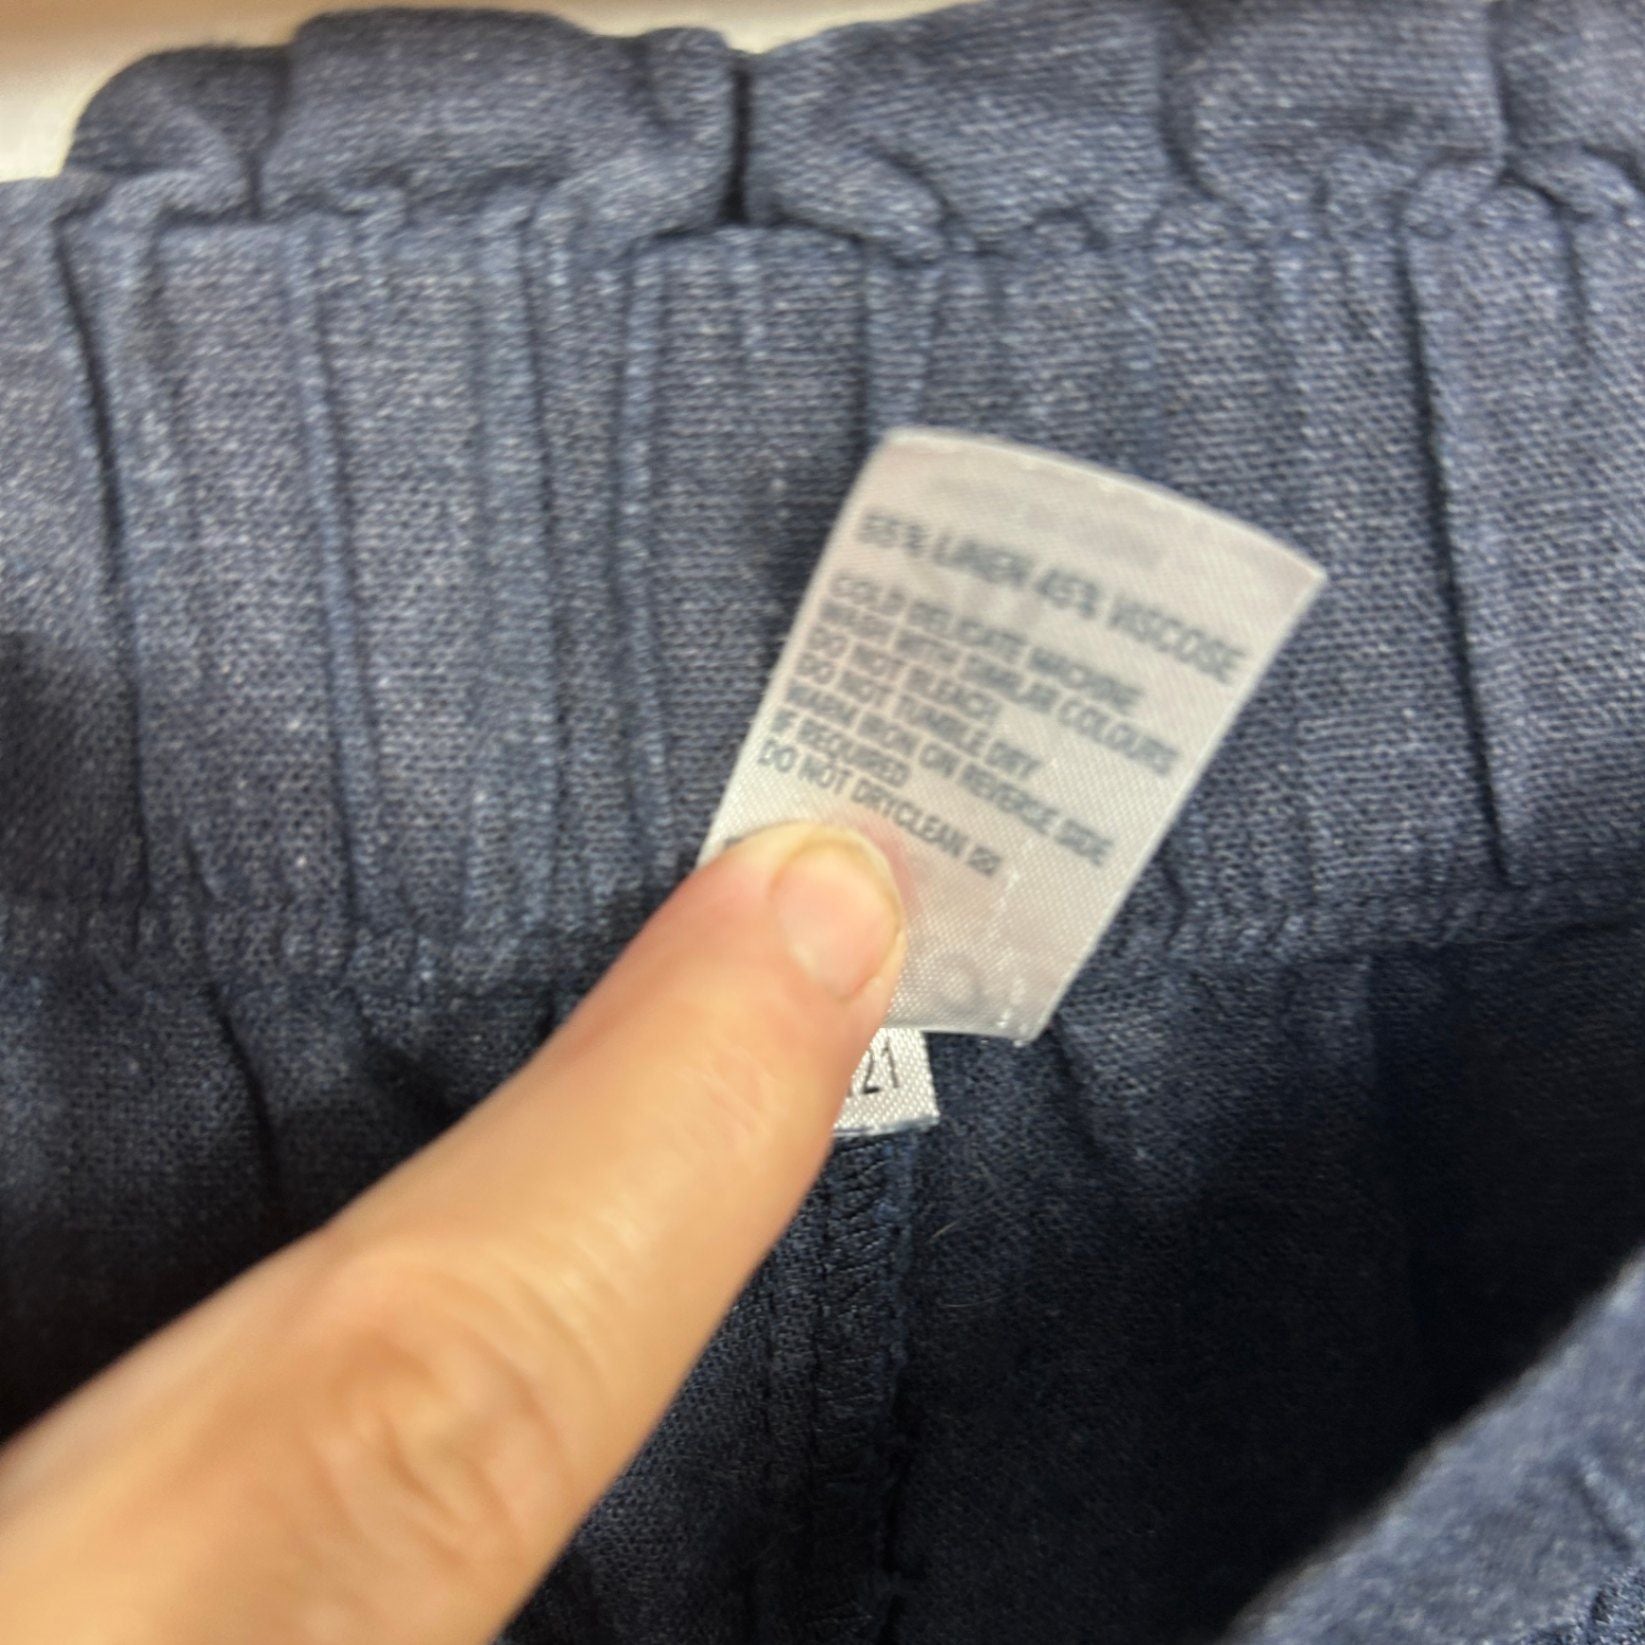 55% LINEN 45% VISCOSE
COLD DELICATE MACHINE
WASH WITH SIMILAR COLOURS
DO NOT BLEACH
DO NOT TUMBLE DRY
WARM IRON ON REVERSE SIDE
IF REQUIRED
DO NOT DRYCLEAN
21